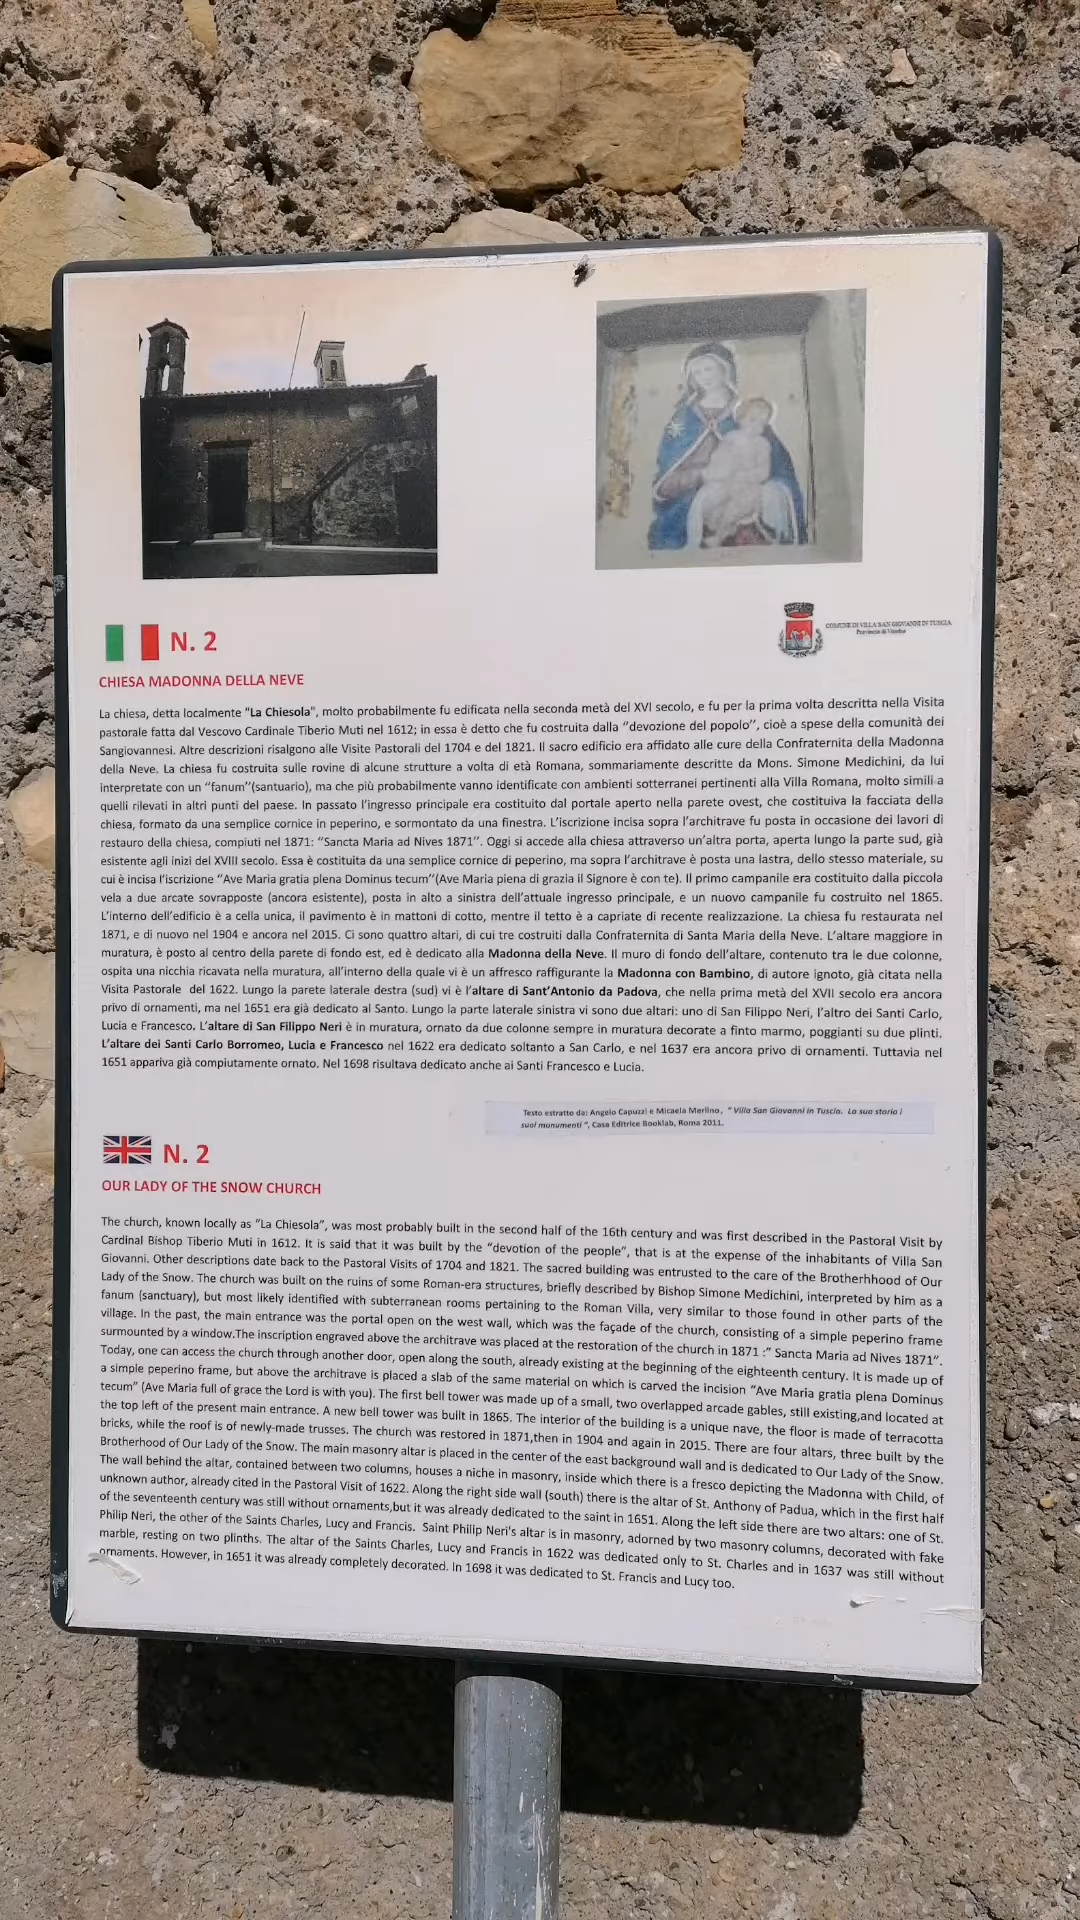 N. 2
COMUNE DI VILLA SAN GIOVANNI IN TUSCIA
Provincia di Viterbo
CHIESA MADONNA DELLA NEVE
La chiesa, detta localmente "La Chiesola", molto probabilmente fu edificata nella seconda metà del XVI secolo, e fu per la prima volta descritta nella Visita
pastorale fatta dal Vescovo Cardinale Tiberio Muti nel 1612; in essa è detto che fu costruita dalla "devozione del popolo", cioè a spese della comunità dei
Sangiovannesi. Altre descrizioni risalgono alle Visite Pastorali del 1704 e del 1821. Il sacro edificio era affidato alle cure della Confraternita della Madonna
della Neve. La chiesa fu costruita sulle rovine di alcune strutture a volta di età Romana, sommariamente descritte da Mons. Simone Medichini, da lui
interpretate con un "fanum"(santuario), ma che più probabilmente vanno identificate con ambienti sotterranei pertinenti alla Villa Romana, molto simili a
quelli rilevati in altri punti del paese. In passato l'ingresso principale era costituito dal portale aperto nella parete ovest, che costituiva la facciata della
chiesa, formato da una semplice cornice in peperino, e sormontato da una finestra. L'iscrizione incisa sopra l'architrave fu posta in occasione dei lavori di
restauro della chiesa, compiuti nel 1871: "Sancta Maria ad Nives 1871". Oggi si accede alla chiesa attraverso un'altra porta, aperta lungo la parte sud, già
esistente agli inizi del XVIII secolo. Essa è costituita da una semplice cornice di peperino, ma sopra l'architrave è posta una lastra, dello stesso materiale, su
cui è incisa l'iscrizione "Ave Maria gratia plena Dominus tecum"(Ave Maria piena di grazia il Signore è con te). Il primo campanile era costituito dalla piccola
vela a due arcate sovrapposte (ancora esistente), posta in alto a sinistra dell'attuale ingresso principale, e un nuovo campanile fu costruito nel 1865.
L'interno dell'edificio è a cella unica, il pavimento è in mattoni di cotto, mentre il tetto è a capriate di recente realizzazione. La chiesa fu restaurata nel
1871, e di nuovo nel 1904 e ancora nel 2015. Ci sono quattro altari, di cui tre costruiti dalla Confraternita di Santa Maria della Neve. L'altare maggiore in
muratura, è posto al centro della parete di fondo est, ed è dedicato alla Madonna della Neve. Il muro di fondo dell'altare, contenuto tra le due colonne,
ospita una nicchia ricavata nella muratura, all'interno della quale vi è un affresco raffigurante la Madonna con Bambino, di autore ignoto, già citata nella
Visita Pastorale del 1622. Lungo la parete laterale destra (sud) vi è l'altare di Sant'Antonio da Padova, che nella prima metà del XVII secolo era ancora
privo di ornamenti, ma nel 1651 era già dedicato al Santo. Lungo la parte laterale sinistra vi sono due altari: uno di San Filippo Neri, l'altro dei Santi Carlo,
Lucia e Francesco. L'altare di San Filippo Neri è in muratura, ornato da due colonne sempre in muratura decorate a finto marmo, poggianti su due plinti.
L'altare dei Santi Carlo Borromeo, Lucia e Francesco nel 1622 era dedicato soltanto a San Carlo, e nel 1637 era ancora privo di ornamenti. Tuttavia nel
1651 appariva già compiutamente ornato. Nel 1698 risultava dedicato anche ai Santi Francesco e Lucia.
Testo estratto da: Angelo Capuzzi e Micaela Merlino, " Villa San Giovanni in Tuscia. La sua storia i
suoi monumenti ", Casa Editrice Booklab, Roma 2011.
N. 2
OUR LADY OF THE SNOW CHURCH
The church, known locally as "La Chiesola", was most probably built in the second half of the 16th century and was first described in the Pastoral Visit by
Cardinal Bishop Tiberio Muti in 1612. It is said that it was built by the "devotion of the people", that is at the expense of the inhabitants of Villa San
Giovanni. Other descriptions date back to the Pastoral Visits of 1704 and 1821. The sacred building was entrusted to the care of the Brotherhhood of Our
Lady of the Snow. The church was built on the ruins of some Roman-era structures, briefly described by Bishop Simone Medichini, interpreted by him as a
fanum (sanctuary), but most likely identified with subterranean rooms pertaining to the Roman Villa, very similar to those found in other parts of the
village. In the past, the main entrance was the portal open on the west wall, which was the façade of the church, consisting of a simple peperino frame
surmounted by a window.The inscription engraved above the architrave was placed at the restoration of the church in 1871 :" Sancta Maria ad Nives 1871".
Today, one can access the church through another door, open along the south, already existing at the beginning of the eighteenth century. It is made up of
a simple peperino frame, but above the architrave is placed a slab of the same material on which is carved the incision "Ave Maria gratia plena Dominus
tecum" (Ave Maria full of grace the Lord is with you). The first bell tower was made up of a small, two overlapped arcade gables, still existing,and located at
the top left of the present main entrance. A new bell tower was built in 1865. The interior of the building is a unique nave, the floor is made of terracotta
bricks, while the roof is of newly-made trusses. The church was restored in 1871,then in 1904 and again in 2015. There are four altars, three built by the
Brotherhood of Our Lady of the Snow. The main masonry altar is placed in the center of the east background wall and is dedicated to Our Lady of the Snow.
The wall behind the altar, contained between two columns, houses a niche in masonry, inside which there is a fresco depicting the Madonna with Child, of
unknown author, already cited in the Pastoral Visit of 1622. Along the right side wall (south) there is the altar of St. Anthony of Padua, which in the first half
of the seventeenth century was still without ornaments,but it was already dedicated to the saint in 1651. Along the left side there are two altars: one of St.
Philip Neri, the other of the Saints Charles, Lucy and Francis. Saint Philip Neri's altar is in masonry, adorned by two masonry columns, decorated with fake
marble, resting on two plinths. The altar of the Saints Charles, Lucy and Francis in 1622 was dedicated only to St. Charles and in 1637 was still without
ornaments. However, in 1651 it was already completely decorated. In 1698 it was dedicated to St. Francis and Lucy too.